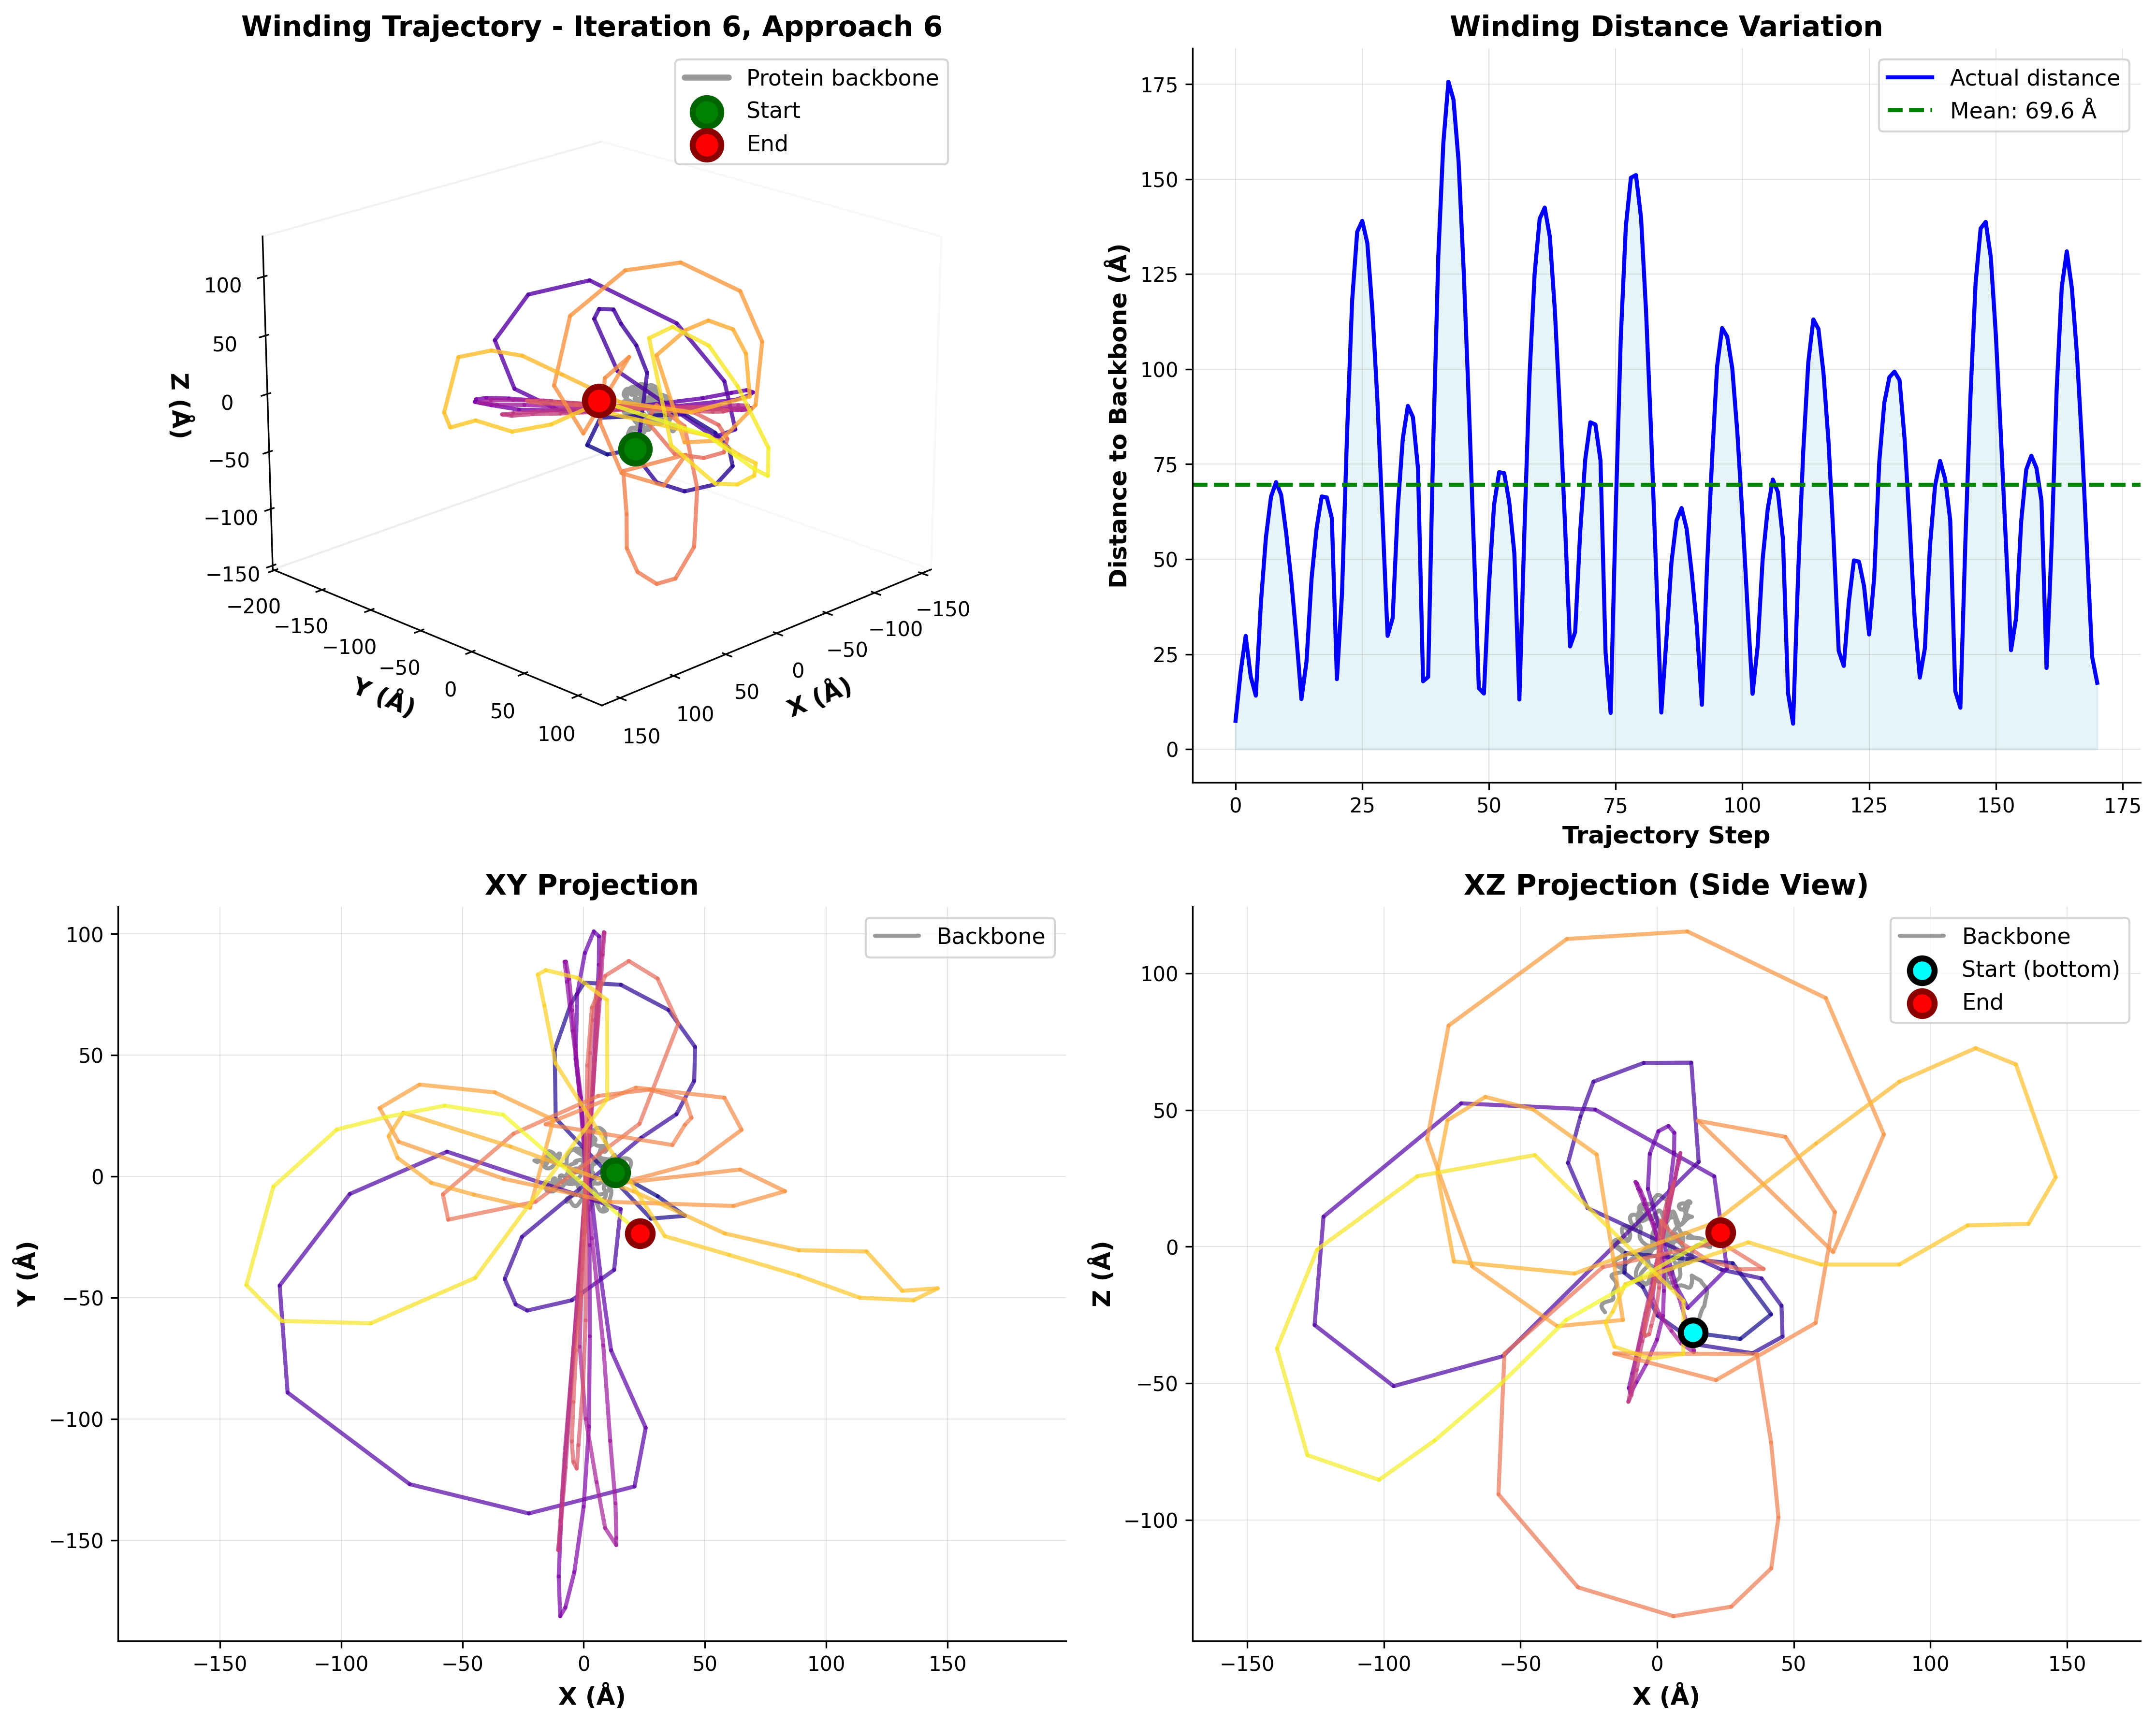 Winding Trajectory - Iteration 6, Approach 6
Protein backbone
Start
End
100
50
0
−50
−100
−150
Z (Å)
−200
−150
−100
−50
0
50
100
Y (Å)
−150
−100
−50
0
50
100
150
X (Å)
Winding Distance Variation
Actual distance
Mean: 69.6 Å
175
150
125
100
75
50
25
0
Distance to Backbone (Å)
0
25
50
75
100
125
150
175
Trajectory Step
XY Projection
Backbone
100
50
0
−50
−100
−150
Y (Å)
−150
−100
−50
0
50
100
150
X (Å)
XZ Projection (Side View)
Backbone
Start (bottom)
End
100
50
0
−50
−100
Z (Å)
−150
−100
−50
0
50
100
150
X (Å)